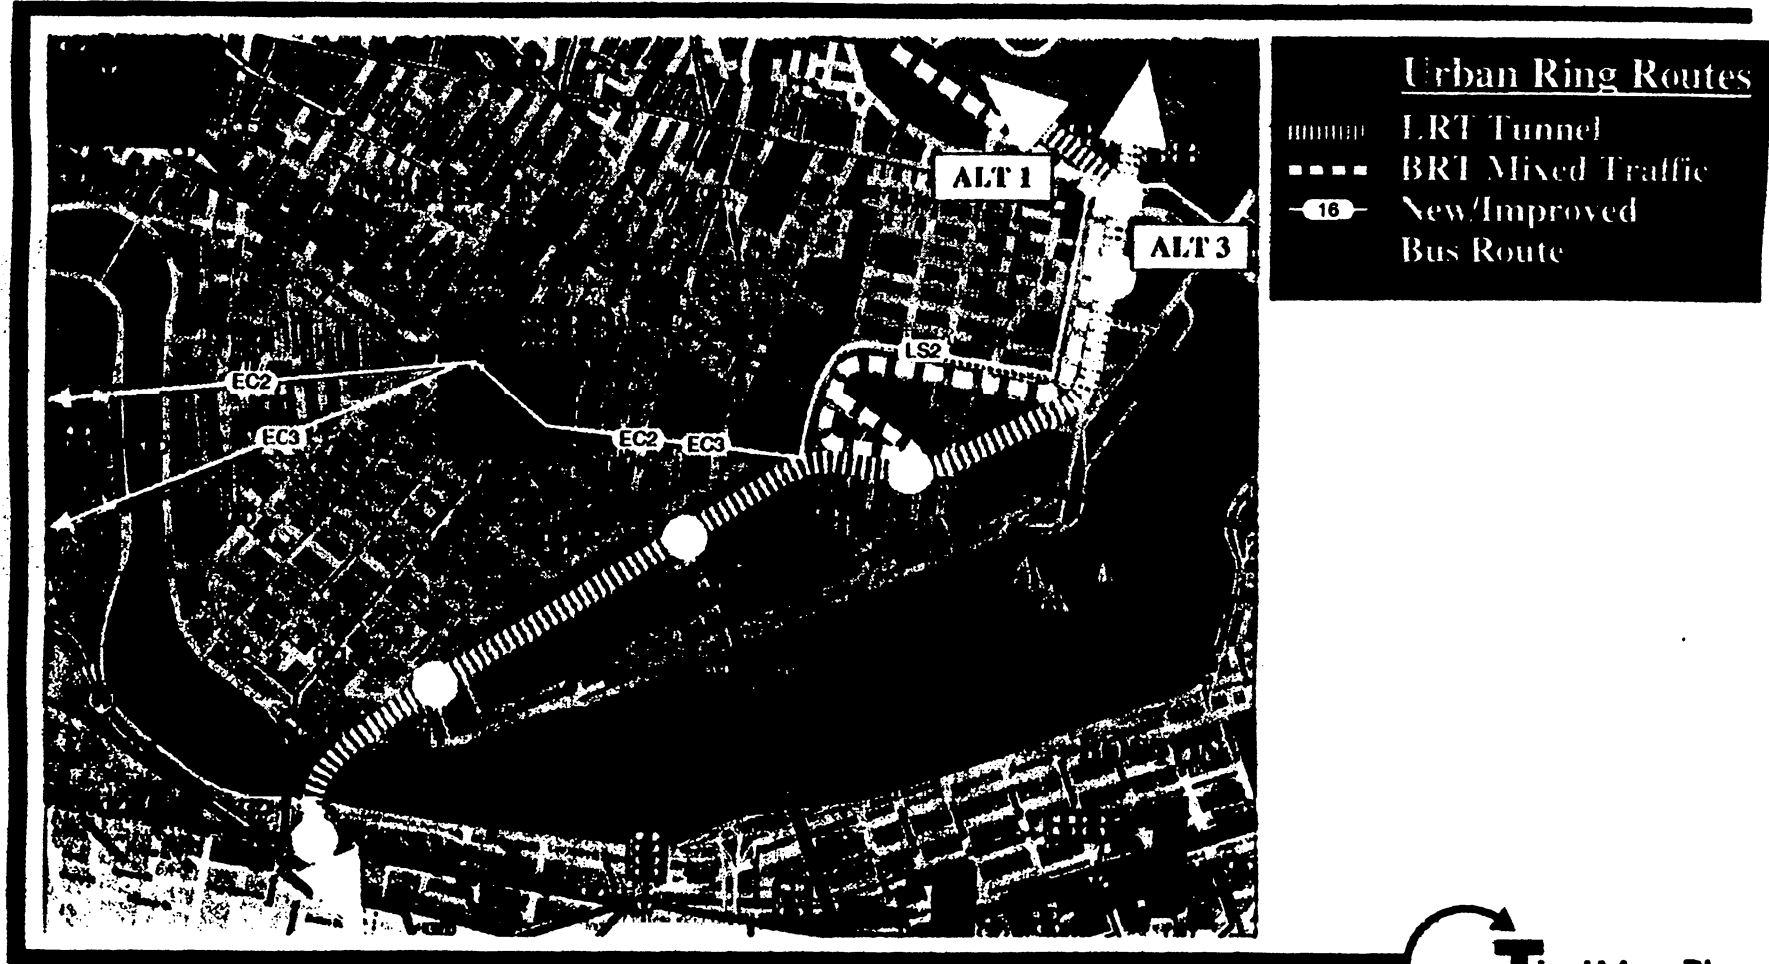 Urban Ring Routes
LRT Tunnel
BRT Mixed Traffic
16
New/Improved
Bus Route
ALT 1
ALT 3
LS2
EC2
EC3
EC2
EC3
T